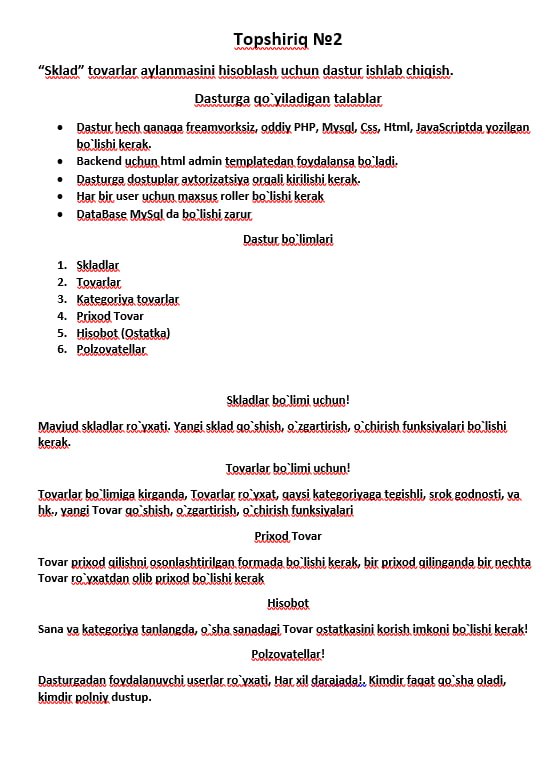 Topshiriq №2
“Sklad” tovarlar aylanmasini hisoblash uchun dastur ishlab chiqish.
Dasturga qo`yiladigan talablar
• Dastur hech qanaqa freamvorksiz, oddiy PHP, Mysql, Css, Html, JavaScriptda yozilgan
bo`lishi kerak.
• Backend uchun html admin templatedan foydalansa bo`ladi.
• Dasturga dostuplar avtorizatsiya orqali kirilishi kerak.
• Har bir user uchun maxsus roller bo`lishi kerak
• DataBase MySql da bo`lishi zarur
Dastur bo`limlari
1. Skladlar
2. Tovarlar
3. Kategoriya tovarlar
4. Prixod Tovar
5. Hisobot (Ostatka)
6. Polzovatellar
Skladlar bo`limi uchun!
Mavjud skladlar ro`yxati. Yangi sklad qo`shish, o`zgartirish, o`chirish funksiyalari bo`lishi
kerak.
Tovarlar bo`limi uchun!
Tovarlar bo`limiga kirganda, Tovarlar ro`yxat, qaysi kategoriyaga tegishli, srok godnosti, va
hk., yangi Tovar qo`shish, o`zgartirish, o`chirish funksiyalari
Prixod Tovar
Tovar prixod qilishni osonlashtirilgan formada bo`lishi kerak, bir prixod qilinganda bir nechta
Tovar ro`yxatdan olib prixod bo`lishi kerak
Hisobot
Sana va kategoriya tanlangda, o`sha sanadagi Tovar ostatkasini korish imkoni bo`lishi kerak!
Polzovatellar!
Dasturgadan foydalanuvchi userlar ro`yxati, Har xil darajada!. Kimdir faqat qo`sha oladi,
kimdir polniy dustup.